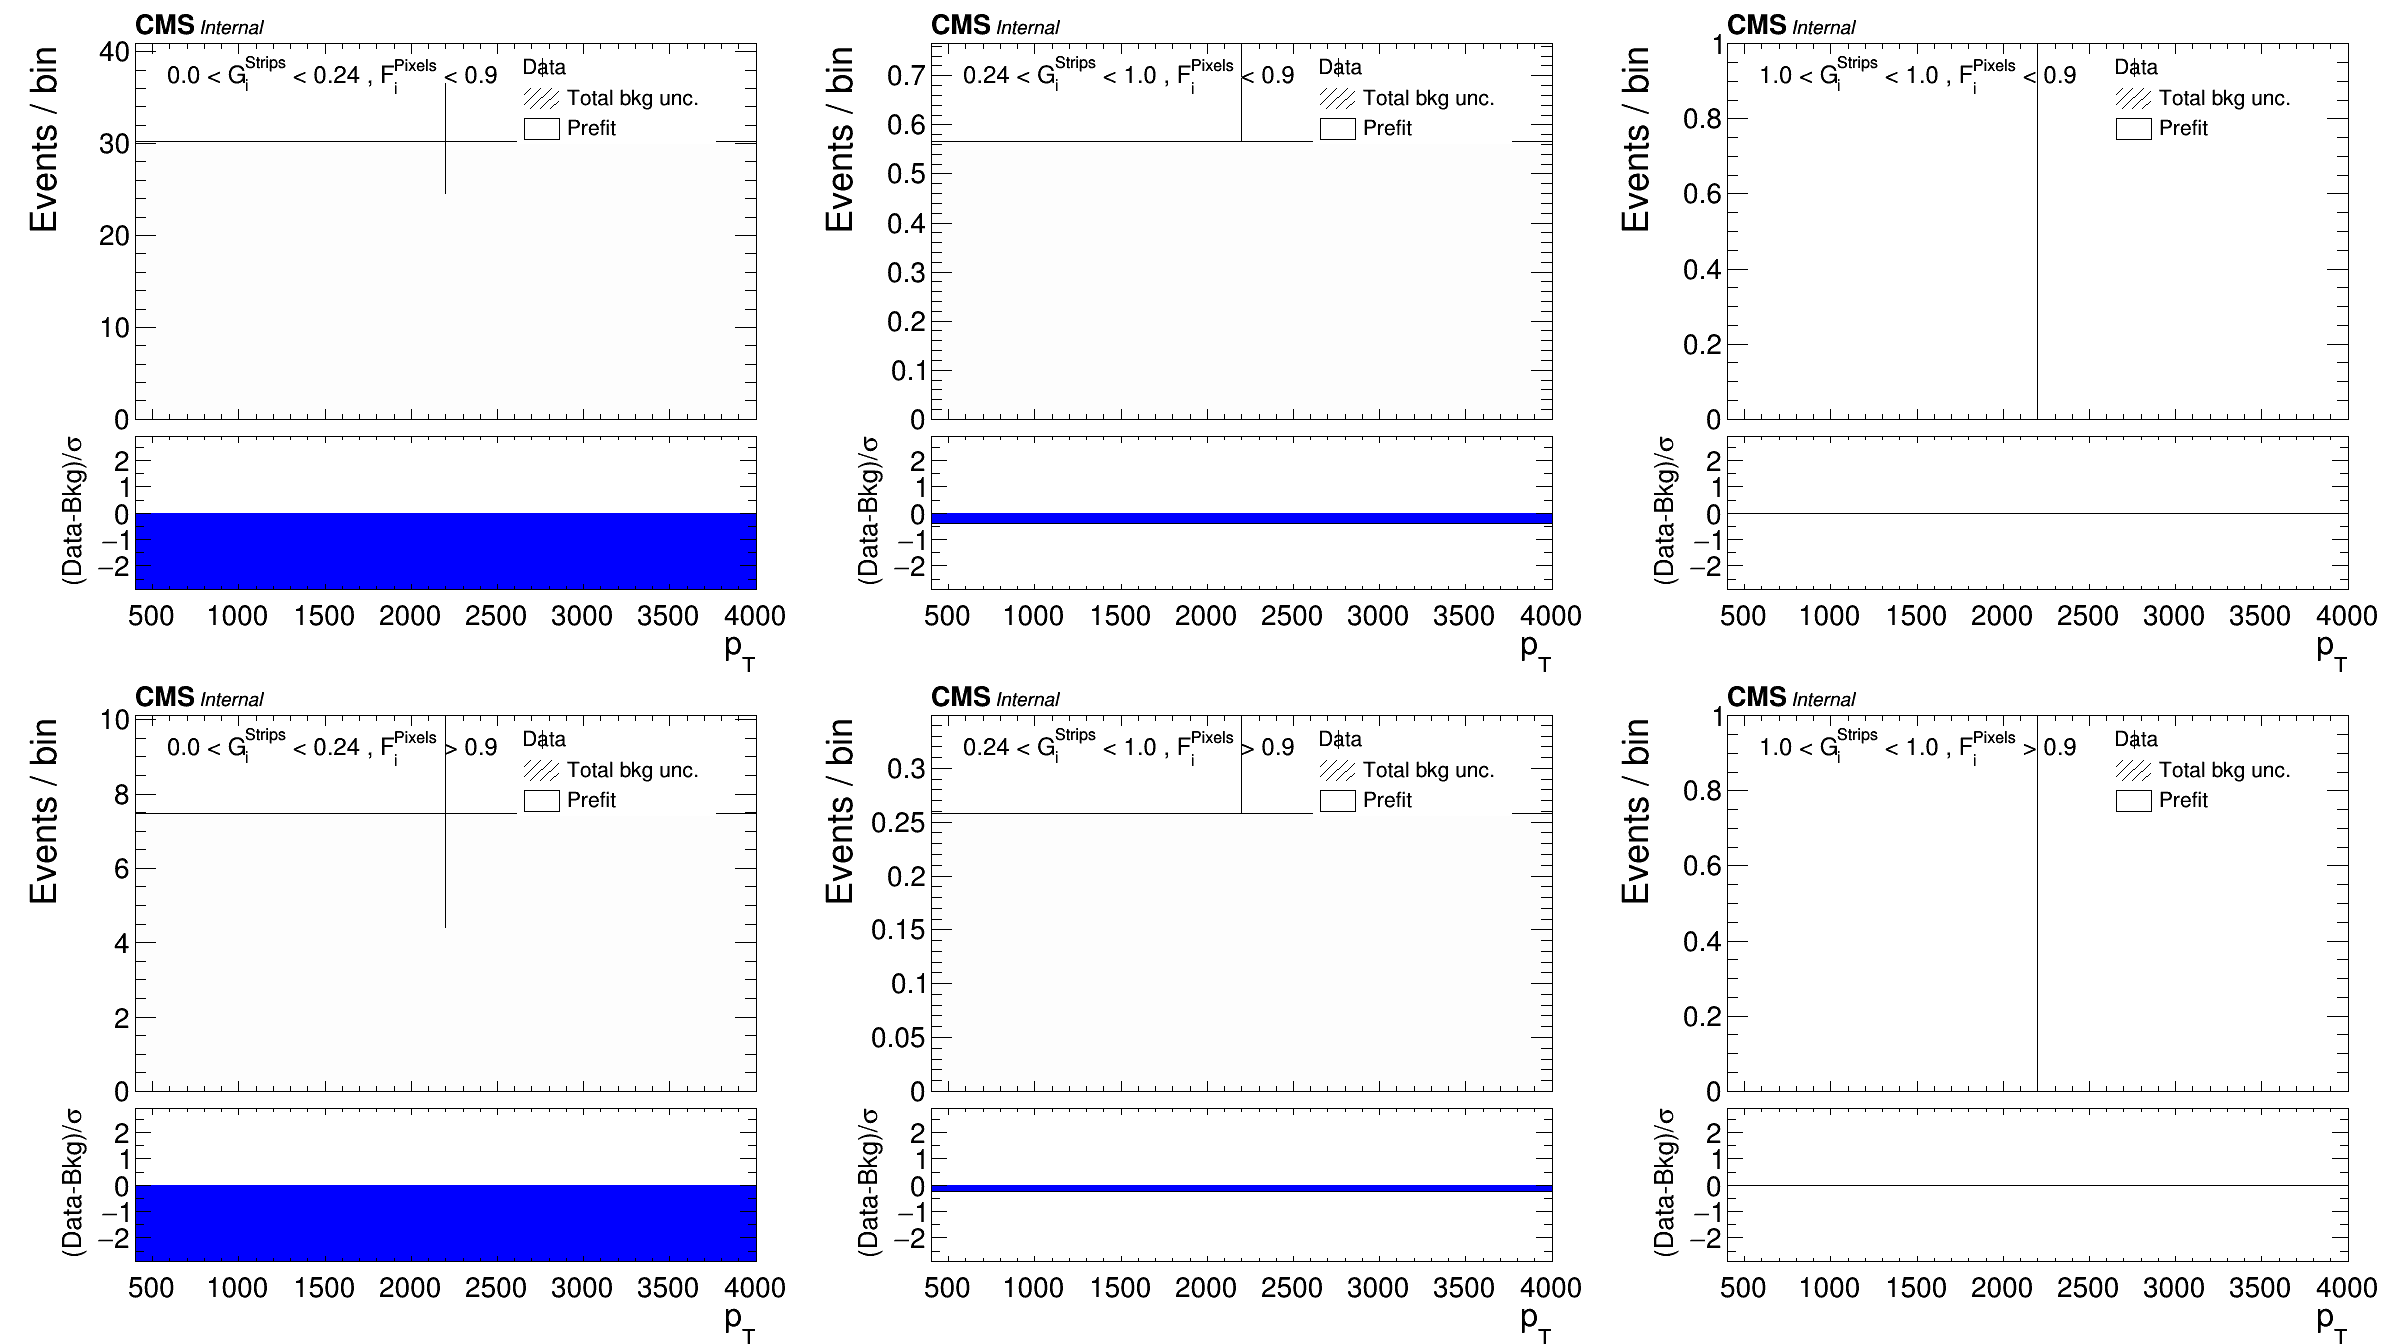 CMS Internal
Events / bin
0.0 < G_i^Strips < 0.24 , F_i^Pixels < 0.9
Data
Total bkg unc.
Prefit
40
30
20
10
0
(Data-Bkg)/σ
2
1
0
−1
−2
500 1000 1500 2000 2500 3000 3500 4000
p_T
CMS Internal
Events / bin
0.24 < G_i^Strips < 1.0 , F_i^Pixels < 0.9
Data
Total bkg unc.
Prefit
0.7
0.6
0.5
0.4
0.3
0.2
0.1
0
(Data-Bkg)/σ
2
1
0
−1
−2
500 1000 1500 2000 2500 3000 3500 4000
p_T
CMS Internal
Events / bin
1.0 < G_i^Strips < 1.0 , F_i^Pixels < 0.9
Data
Total bkg unc.
Prefit
1
0.8
0.6
0.4
0.2
0
(Data-Bkg)/σ
2
1
0
−1
−2
500 1000 1500 2000 2500 3000 3500 4000
p_T
CMS Internal
Events / bin
0.0 < G_i^Strips < 0.24 , F_i^Pixels > 0.9
Data
Total bkg unc.
Prefit
10
8
6
4
2
0
(Data-Bkg)/σ
2
1
0
−1
−2
500 1000 1500 2000 2500 3000 3500 4000
p_T
CMS Internal
Events / bin
0.24 < G_i^Strips < 1.0 , F_i^Pixels > 0.9
Data
Total bkg unc.
Prefit
0.3
0.25
0.2
0.15
0.1
0.05
0
(Data-Bkg)/σ
2
1
0
−1
−2
500 1000 1500 2000 2500 3000 3500 4000
p_T
CMS Internal
Events / bin
1.0 < G_i^Strips < 1.0 , F_i^Pixels > 0.9
Data
Total bkg unc.
Prefit
1
0.8
0.6
0.4
0.2
0
(Data-Bkg)/σ
2
1
0
−1
−2
500 1000 1500 2000 2500 3000 3500 4000
p_T